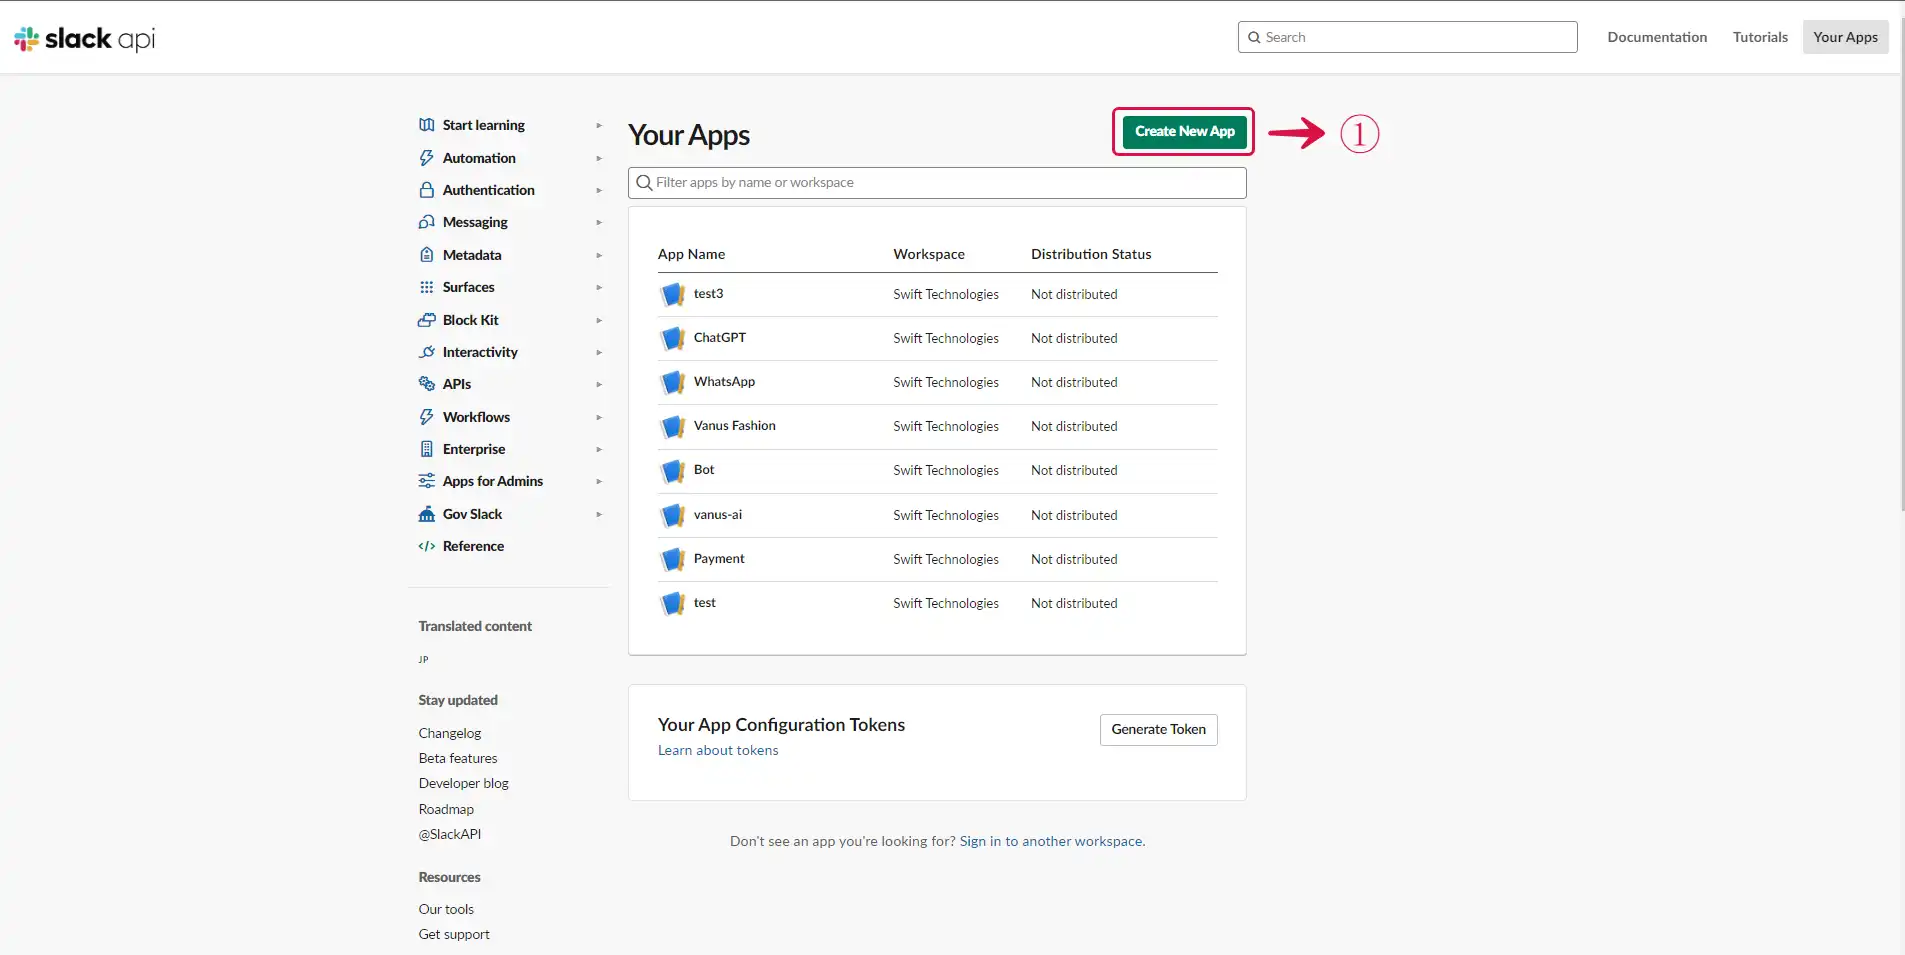 slack api
Search
Documentation
Tutorials
Your Apps
Start learning
Automation
Authentication
Messaging
Metadata
Surfaces
Block Kit
Interactivity
APIs
Workflows
Enterprise
Apps for Admins
Gov Slack
Reference
Translated content
JP
Stay updated
Changelog
Beta features
Developer blog
Roadmap
@SlackAPI
Resources
Our tools
Get support
Your Apps
Create New App
①
Filter apps by name or workspace
App Name Workspace Distribution Status
test3 Swift Technologies Not distributed
ChatGPT Swift Technologies Not distributed
WhatsApp Swift Technologies Not distributed
Vanus Fashion Swift Technologies Not distributed
Bot Swift Technologies Not distributed
vanus-ai Swift Technologies Not distributed
Payment Swift Technologies Not distributed
test Swift Technologies Not distributed
Your App Configuration Tokens
Learn about tokens
Generate Token
Don't see an app you're looking for? Sign in to another workspace.